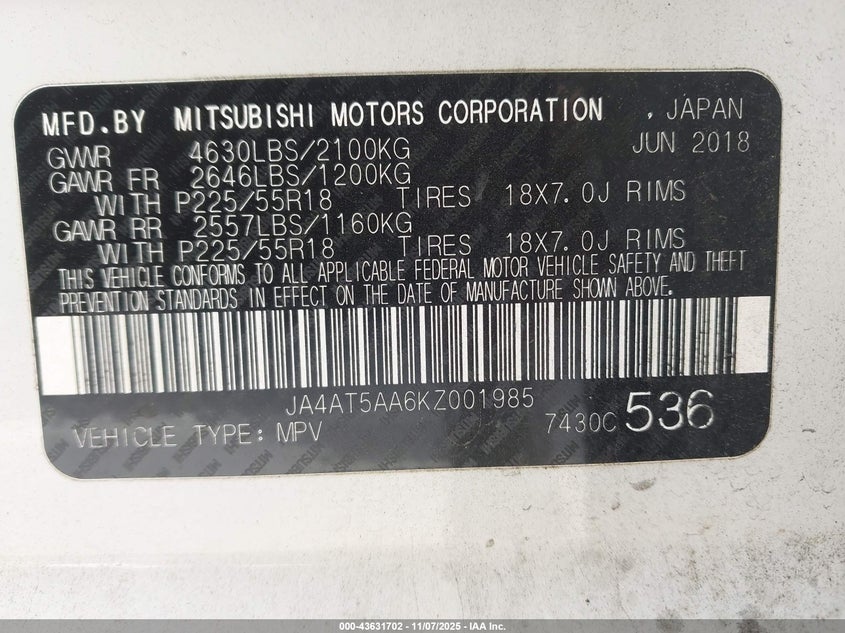 MFD.BY MITSUBISHI MOTORS CORPORATION , JAPAN
GVWR 4630LBS/2100KG JUN 2018
GAWR FR 2646LBS/1200KG
WITH P225/55R18 TIRES 18X7.0J RIMS
GAWR RR 2557LBS/1160KG
WITH P225/55R18 TIRES 18X7.0J RIMS
THIS VEHICLE CONFORMS TO ALL APPLICABLE FEDERAL MOTOR VEHICLE SAFETY AND THEFT
PREVENTION STANDARDS IN EFFECT ON THE DATE OF MANUFACTURE SHOWN ABOVE.
JA4AT5AA6KZ001985
VEHICLE TYPE: MPV 7430C 536
000-43631702 - 11/07/2025 - IAA Inc.